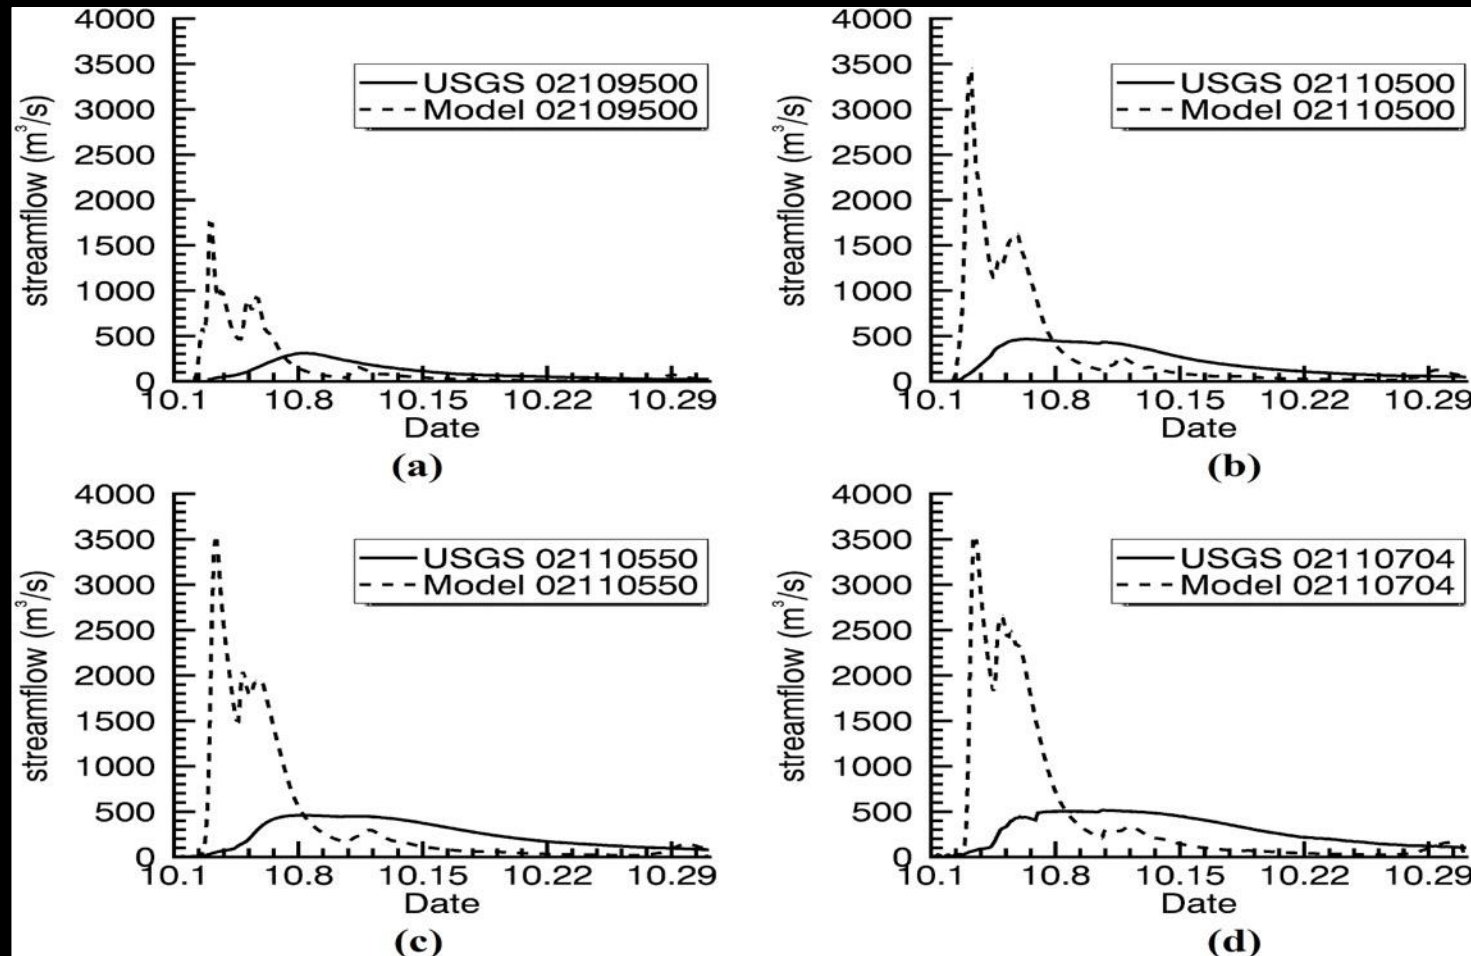 4000
3500
3000
2500
2000
1500
1000
500
0
streamflow (m³/s)
USGS 02109500
Model 02109500
10.1 10.8 10.15 10.22 10.29
Date
(a)
4000
3500
3000
2500
2000
1500
1000
500
0
streamflow (m³/s)
USGS 02110500
Model 02110500
10.1 10.8 10.15 10.22 10.29
Date
(b)
4000
3500
3000
2500
2000
1500
1000
500
0
streamflow (m³/s)
USGS 02110550
Model 02110550
10.1 10.8 10.15 10.22 10.29
Date
(c)
4000
3500
3000
2500
2000
1500
1000
500
0
streamflow (m³/s)
USGS 02110704
Model 02110704
10.1 10.8 10.15 10.22 10.29
Date
(d)